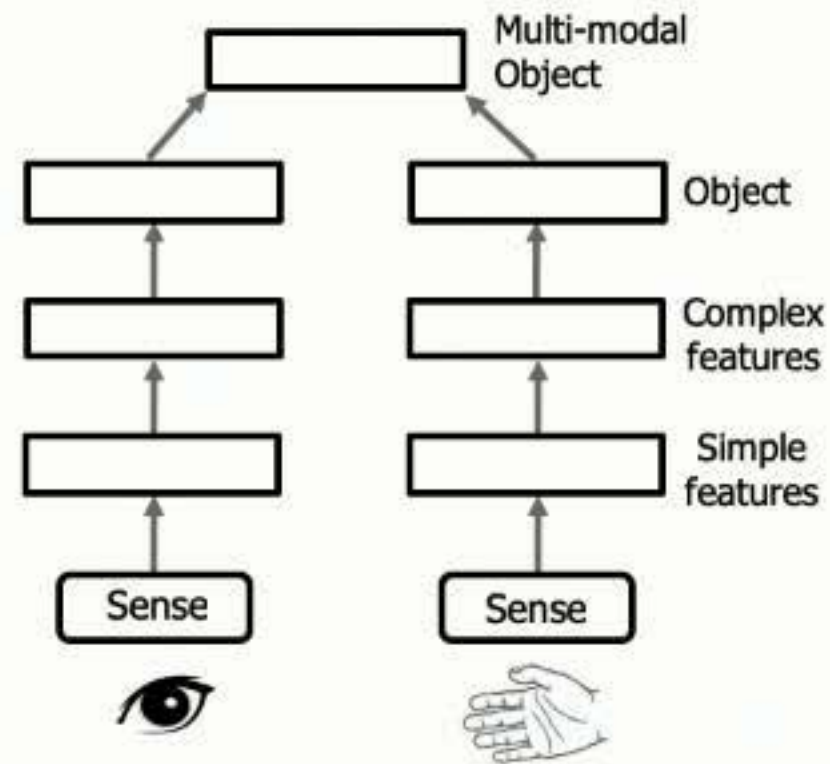 Multi-modal
Object
Object
Complex
features
Simple
features
Sense
Sense